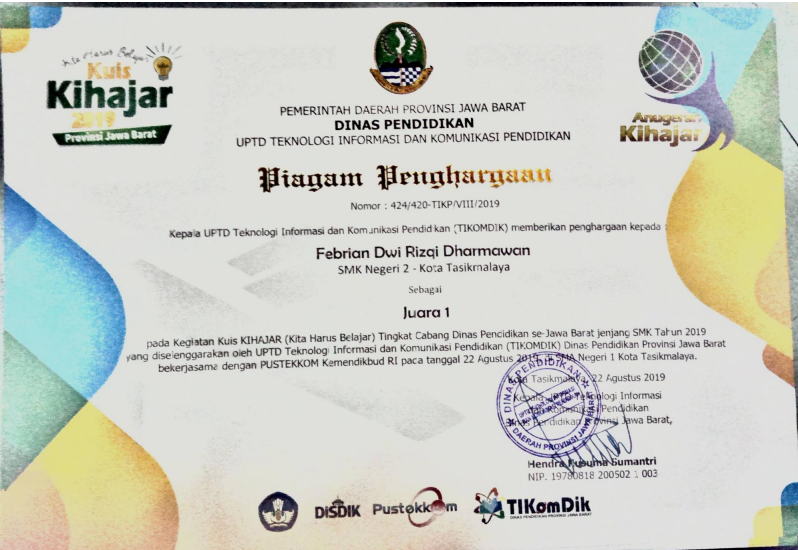 Kita Harus Belajar
Kuis
Kihajar
2019
Provinsi Jawa Barat
Anugerah
Kihajar
PEMERINTAH DAERAH PROVINSI JAWA BARAT
DINAS PENDIDIKAN
UPTD TEKNOLOGI INFORMASI DAN KOMUNIKASI PENDIDIKAN
Piagam Penghargaan
Nomor : 424/420-TIKP/VIII/2019
Kepala UPTD Teknologi Informasi dan Komunikasi Pendidikan (TIKOMDIK) memberikan penghargaan kepada :
Febrian Dwi Rizqi Dharmawan
SMK Negeri 2 - Kota Tasikmalaya
Sebagai
Juara 1
pada Kegiatan Kuis KIHAJAR (Kita Harus Belajar) Tingkat Cabang Dinas Pendidikan se-Jawa Barat jenjang SMK Tahun 2019
yang diselenggarakan oleh UPTD Teknologi Informasi dan Komunikasi Pendidikan (TIKOMDIK) Dinas Pendidikan Provinsi Jawa Barat
bekerjasama dengan PUSTEKKOM Kemendikbud RI pada tanggal 22 Agustus 2019, di SMA Negeri 1 Kota Tasikmalaya.
Kota Tasikmalaya, 22 Agustus 2019
Kepala Teknologi Informasi
dan Komunikasi Pendidikan
Dinas Pendidikan Provinsi Jawa Barat,
DINAS PENDIDIKAN
DAERAH PROVINSI JAWA BARAT
Hendra Kusuma Sumantri
NIP. 19780818 200502 1 003
DISDIK
Pustekkom
TIKomDik
DINAS PENDIDIKAN PROVINSI JAWA BARAT